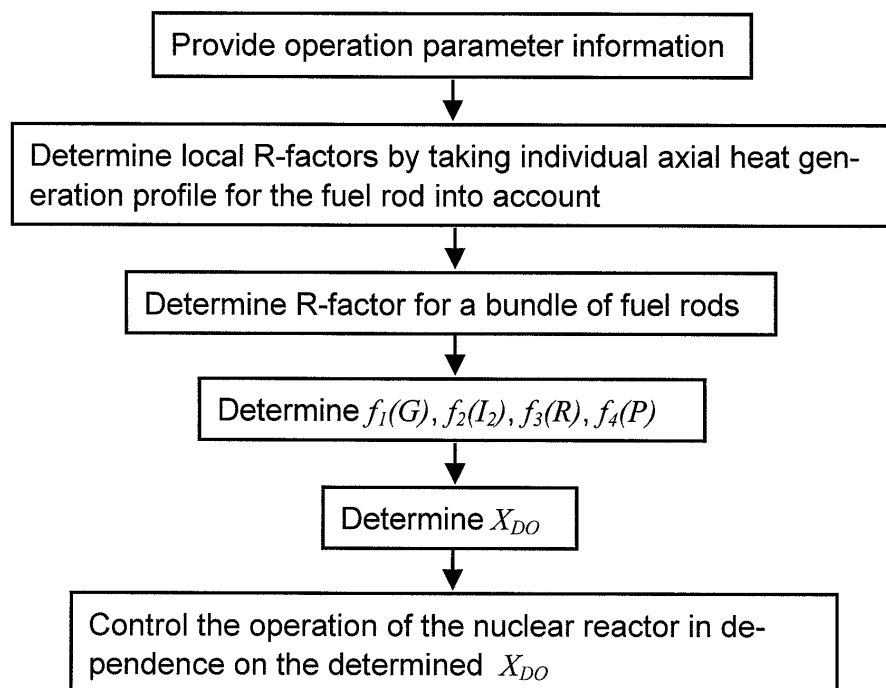 Provide operation parameter information
Determine local R-factors by taking individual axial heat gen-
eration profile for the fuel rod into account
Determine R-factor for a bundle of fuel rods
Determine f₁(G), f₂(I₂), f₃(R), f₄(P)
Determine X_DO
Control the operation of the nuclear reactor in de-
pendence on the determined X_DO